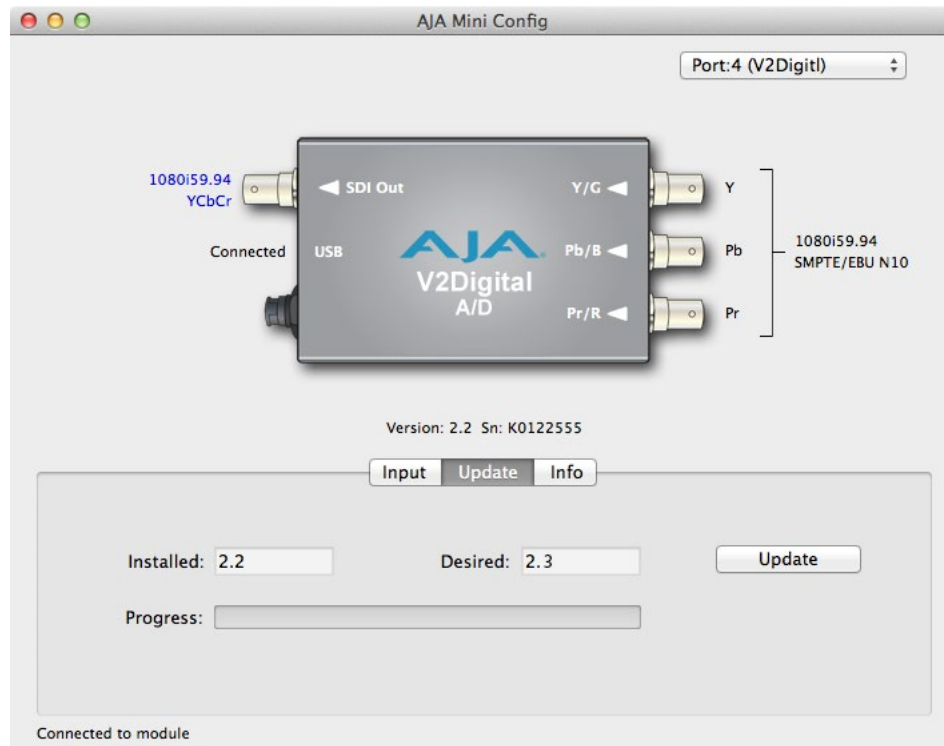 AJA Mini Config
Port:4 (V2Digitl)
1080i59.94
YCbCr
SDI Out
Y/G
Y
Connected
USB
AJA
Pb/B
Pb
1080i59.94
SMPTE/EBU N10
V2Digital
A/D
Pr/R
Pr
Version: 2.2 Sn: K0122555
Input Update Info
Installed: 2.2 Desired: 2.3 Update
Progress:
Connected to module